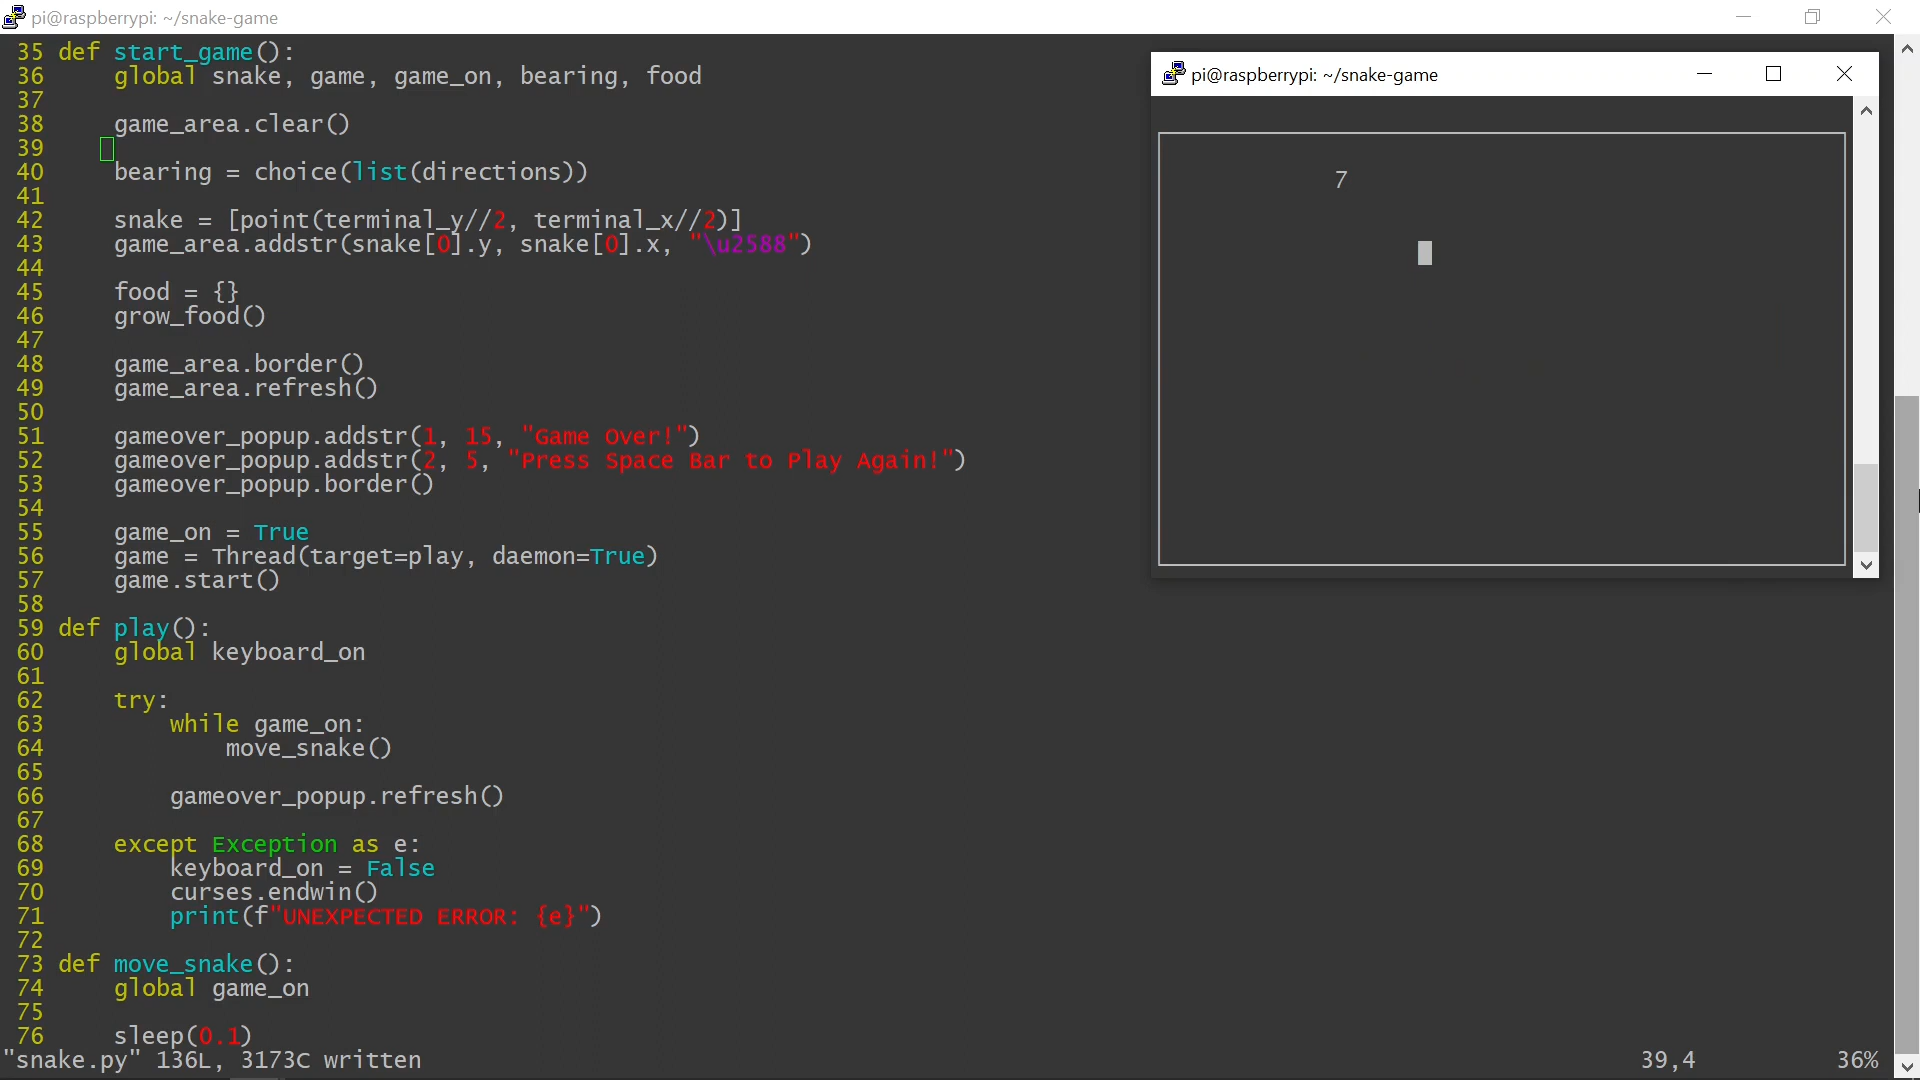 pi@raspberrypi: ~/snake-game
35 def start_game():
36     global snake, game, game_on, bearing, food
37
38     game_area.clear()
39
40     bearing = choice(list(directions))
41
42     snake = [point(terminal_y//2, terminal_x//2)]
43     game_area.addstr(snake[0].y, snake[0].x, "\u2588")
44
45     food = {}
46     grow_food()
47
48     game_area.border()
49     game_area.refresh()
50
51     gameover_popup.addstr(1, 15, "Game Over!")
52     gameover_popup.addstr(2, 5, "Press Space Bar to Play Again!")
53     gameover_popup.border()
54
55     game_on = True
56     game = Thread(target=play, daemon=True)
57     game.start()
58
59 def play():
60     global keyboard_on
61
62     try:
63         while game_on:
64             move_snake()
65
66         gameover_popup.refresh()
67
68     except Exception as e:
69         keyboard_on = False
70         curses.endwin()
71         print(f"UNEXPECTED ERROR: {e}")
72
73 def move_snake():
74     global game_on
75
76     sleep(0.1)
"snake.py" 136L, 3173C written 39,4 36%
pi@raspberrypi: ~/snake-game
7